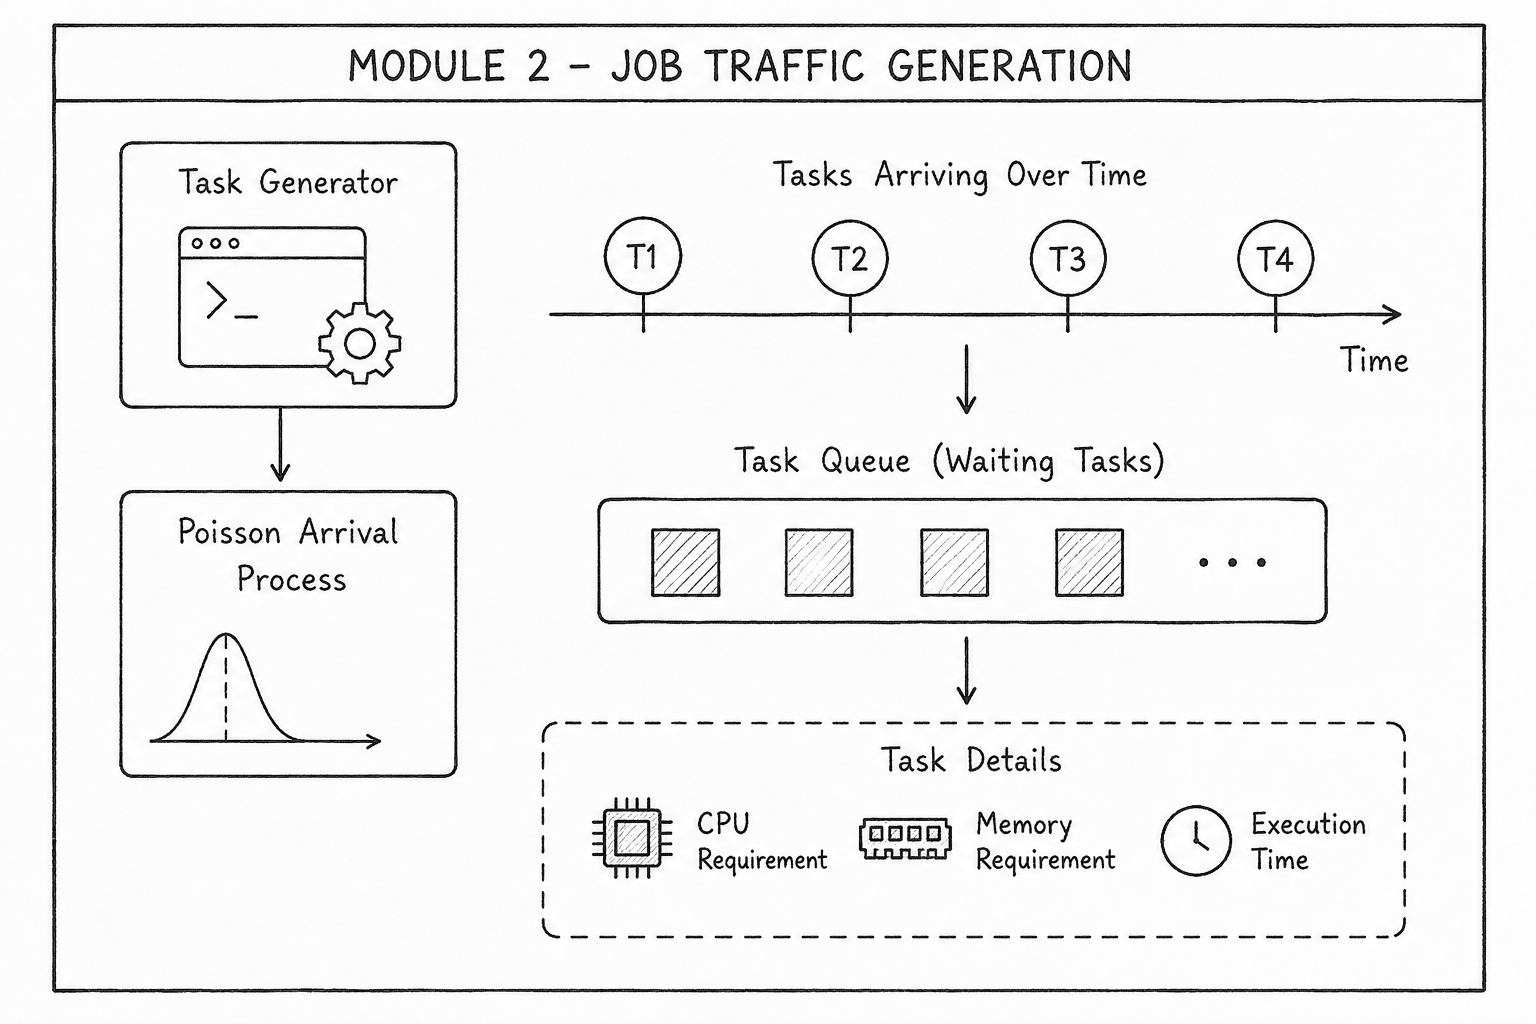 MODULE 2 – JOB TRAFFIC GENERATION
Task Generator
>_
Poisson Arrival
Process
Tasks Arriving Over Time
T1 T2 T3 T4
Time
Task Queue (Waiting Tasks)
...
Task Details
CPU
Requirement
Memory
Requirement
Execution
Time